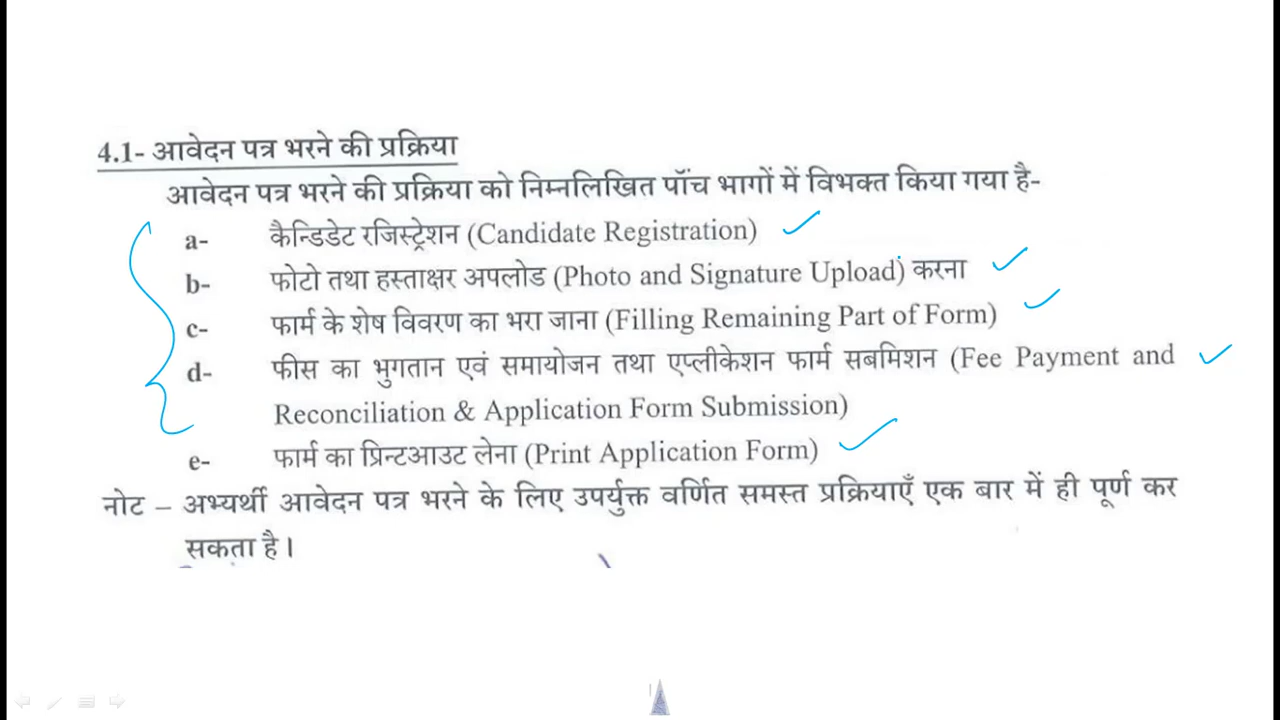 4.1- आवेदन पत्र भरने की प्रक्रिया
आवेदन पत्र भरने की प्रक्रिया को निम्नलिखित पॉंच भागों में विभक्त किया गया है-
a- कैन्डिडेट रजिस्ट्रेशन (Candidate Registration)
b- फोटो तथा हस्ताक्षर अपलोड (Photo and Signature Upload) करना
c- फार्म के शेष विवरण का भरा जाना (Filling Remaining Part of Form)
d- फीस का भुगतान एवं समायोजन तथा एप्लीकेशन फार्म सबमिशन (Fee Payment and
Reconciliation & Application Form Submission)
e- फार्म का प्रिन्टआउट लेना (Print Application Form)
नोट – अभ्यर्थी आवेदन पत्र भरने के लिए उपर्युक्त वर्णित समस्त प्रक्रियाएँ एक बार में ही पूर्ण कर
सकता है।